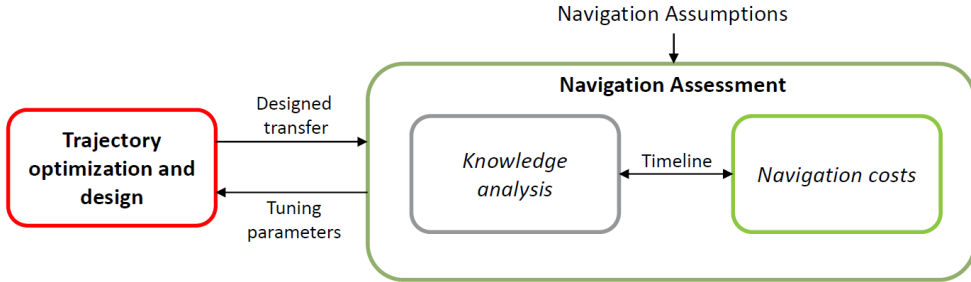 Navigation Assumptions
Navigation Assessment
Designed
transfer
Trajectory
optimization and
design
Knowledge
analysis
Timeline
Navigation costs
Tuning
parameters